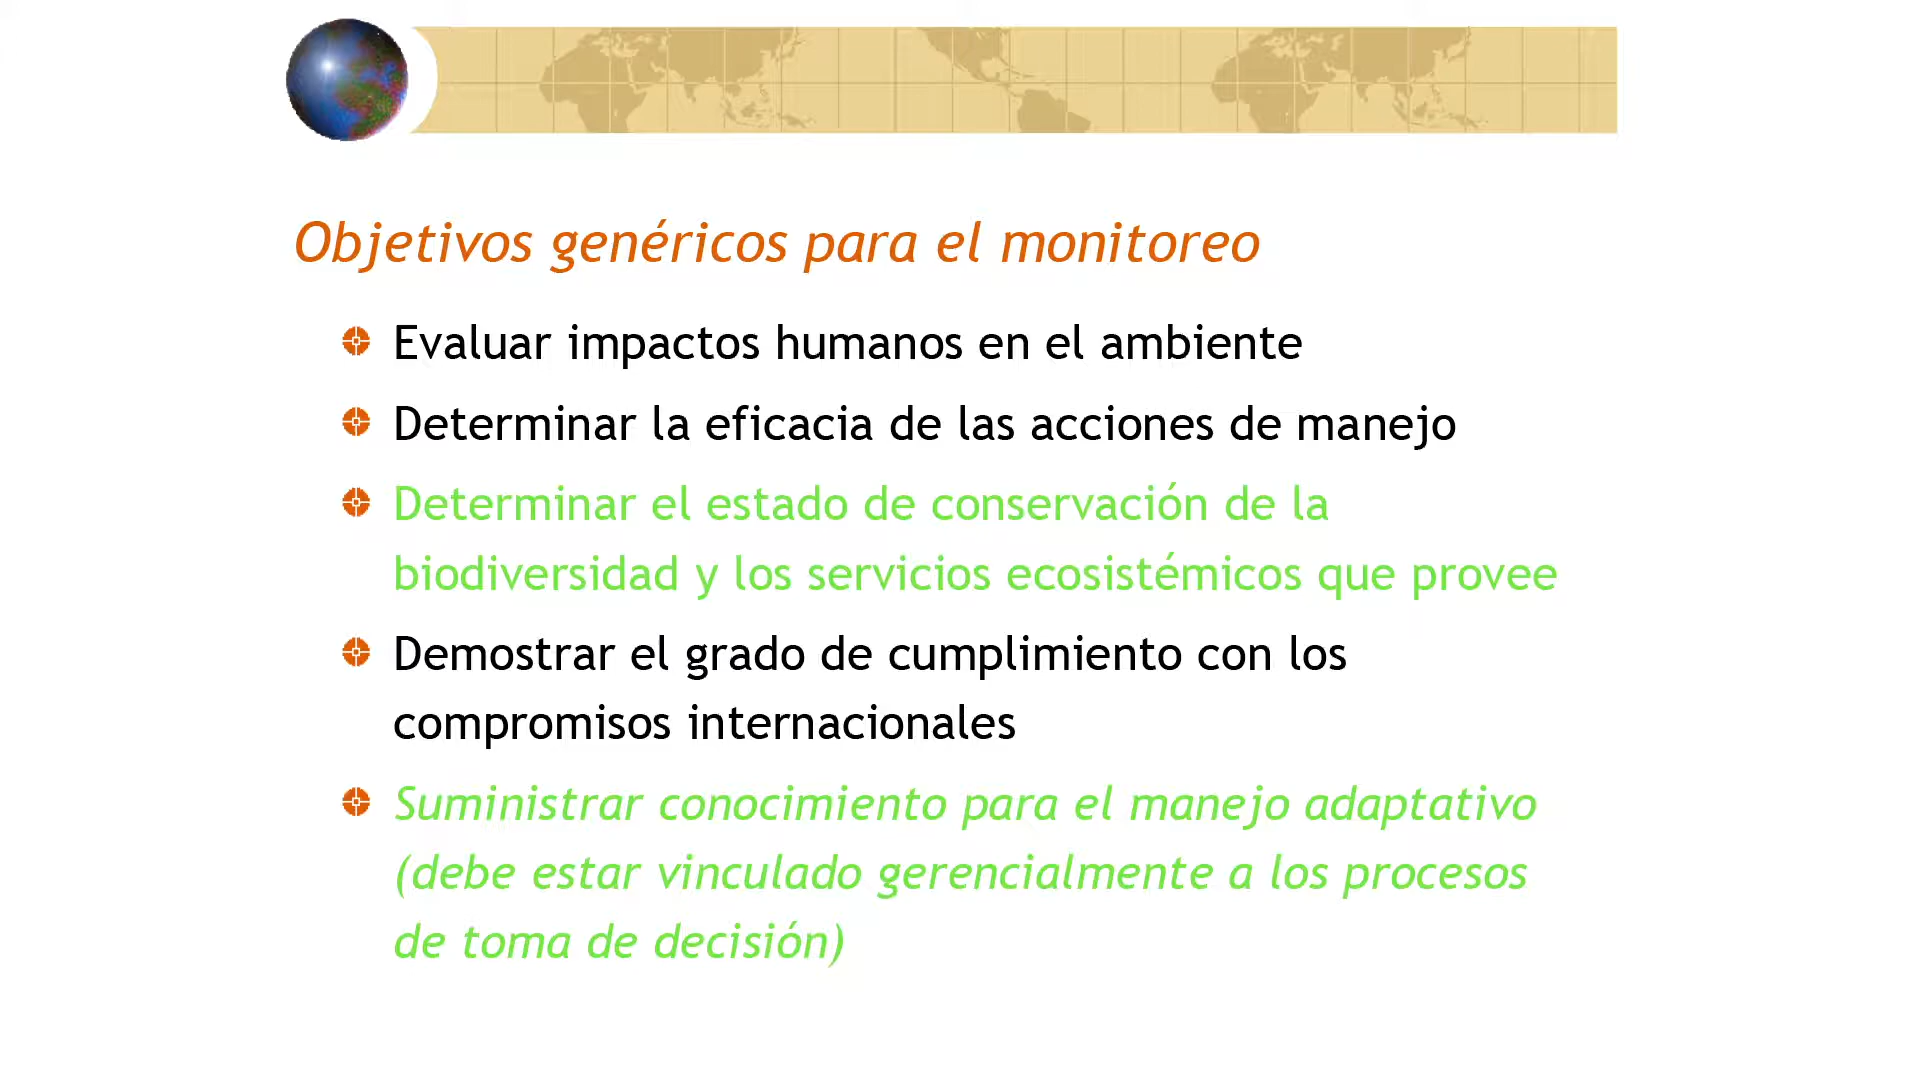 Objetivos genéricos para el monitoreo
Evaluar impactos humanos en el ambiente
Determinar la eficacia de las acciones de manejo
Determinar el estado de conservación de la
biodiversidad y los servicios ecosistémicos que provee
Demostrar el grado de cumplimiento con los
compromisos internacionales
Suministrar conocimiento para el manejo adaptativo
(debe estar vinculado gerencialmente a los procesos
de toma de decisión)